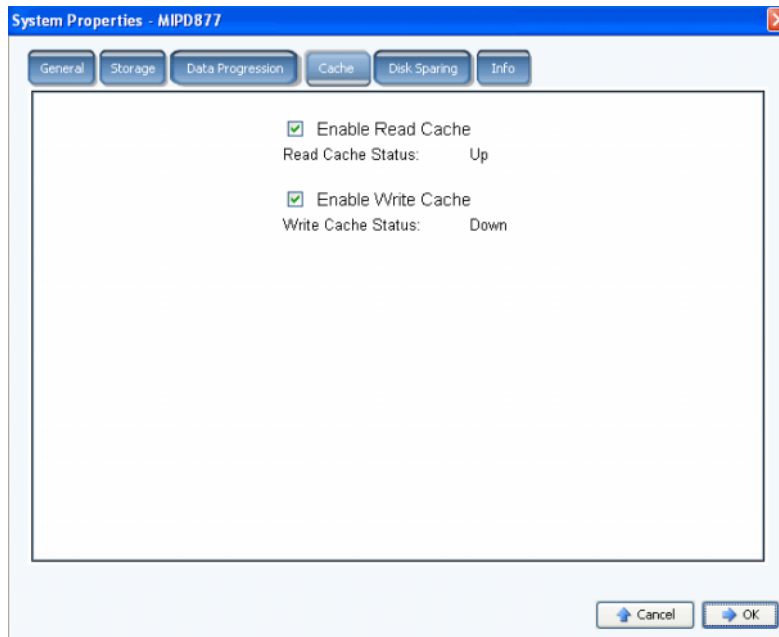 System Properties - MIPD877
General Storage Data Progression Cache Disk Sparing Info
Enable Read Cache
Read Cache Status: Up
Enable Write Cache
Write Cache Status: Down
Cancel OK